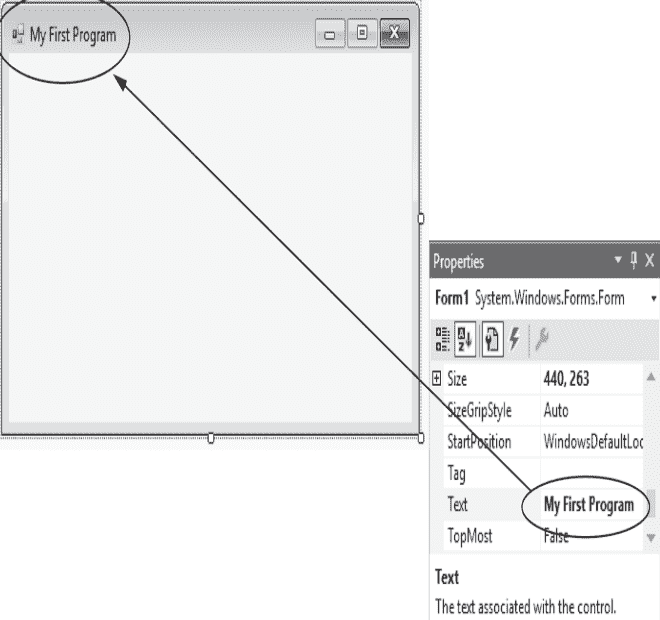 My First Program
Properties
Form1 System.Windows.Forms.Form
Size 440, 263
SizeGripStyle Auto
StartPosition WindowsDefaultLoc
Tag
Text My First Program
TopMost False
Text
The text associated with the control.